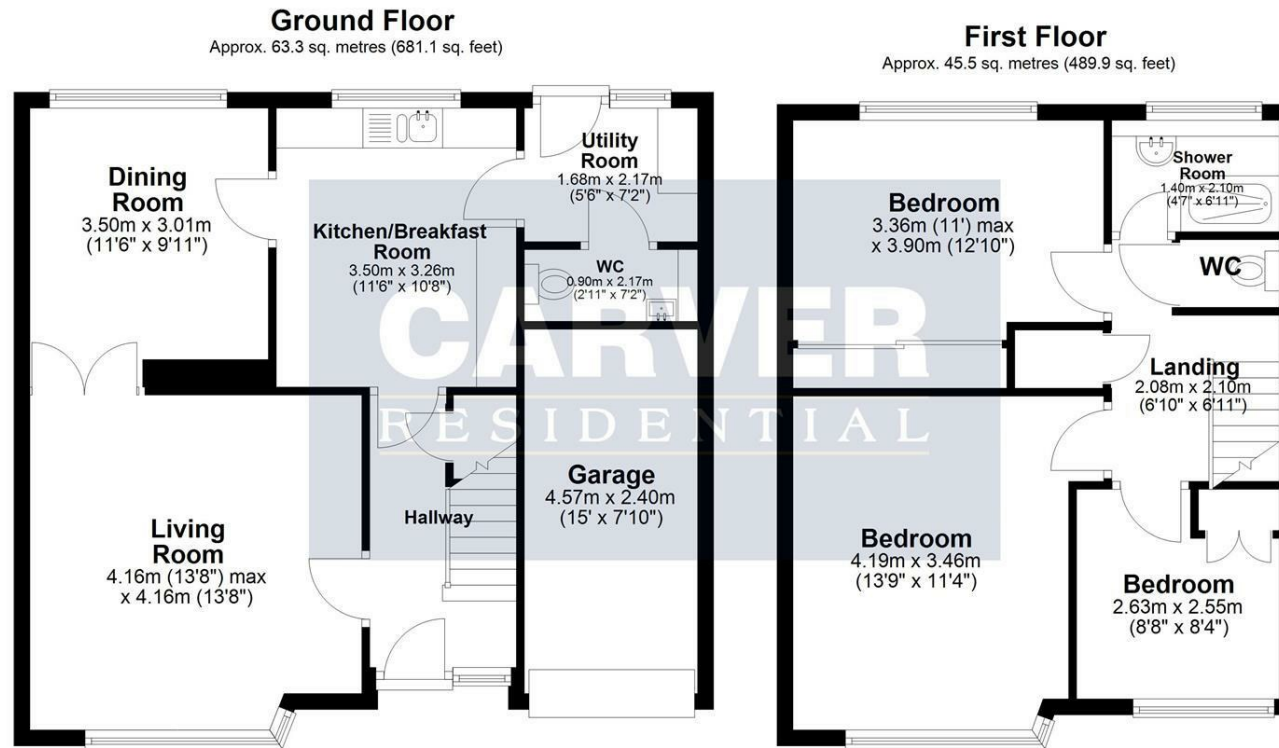 Ground Floor
Approx. 63.3 sq. metres (681.1 sq. feet)
Dining
Room
3.50m x 3.01m
(11'6" x 9'11")
Kitchen/Breakfast
Room
3.50m x 3.26m
(11'6" x 10'8")
Utility
Room
1.68m x 2.17m
(5'6" x 7'2")
WC
0.90m x 2.17m
(2'11" x 7'2")
Living
Room
4.16m (13'8") max
x 4.16m (13'8")
Hallway
Garage
4.57m x 2.40m
(15' x 7'10")
First Floor
Approx. 45.5 sq. metres (489.9 sq. feet)
Bedroom
3.36m (11') max
x 3.90m (12'10")
Shower
Room
1.40m x 2.10m
(4'7" x 6'11")
WC
Landing
2.08m x 2.10m
(6'10" x 6'11")
Bedroom
4.19m x 3.46m
(13'9" x 11'4")
Bedroom
2.63m x 2.55m
(8'8" x 8'4")
CARVER
RESIDENTIAL